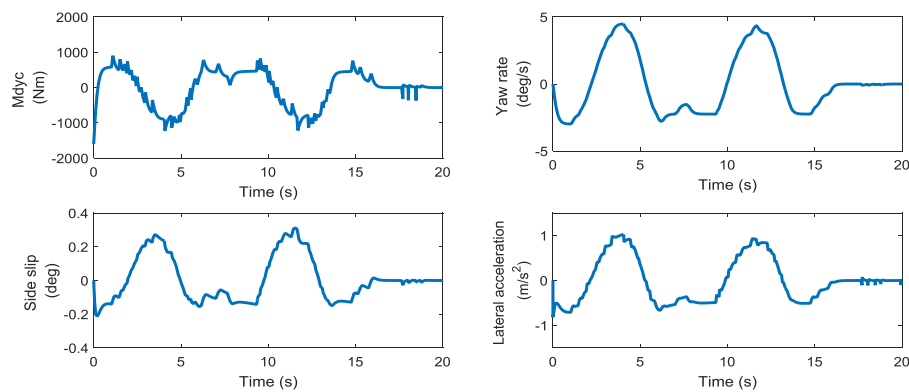 2000
1000
0
-1000
-2000
Mdyc
(Nm)
0 5 10 15 20
Time (s)
5
0
-5
Yaw rate
(deg/s)
0 5 10 15 20
Time (s)
0.4
0.2
0
-0.2
-0.4
Side slip
(deg)
0 5 10 15 20
Time (s)
1
0
-1
Lateral acceleration
(m/s²)
0 5 10 15 20
Time (s)